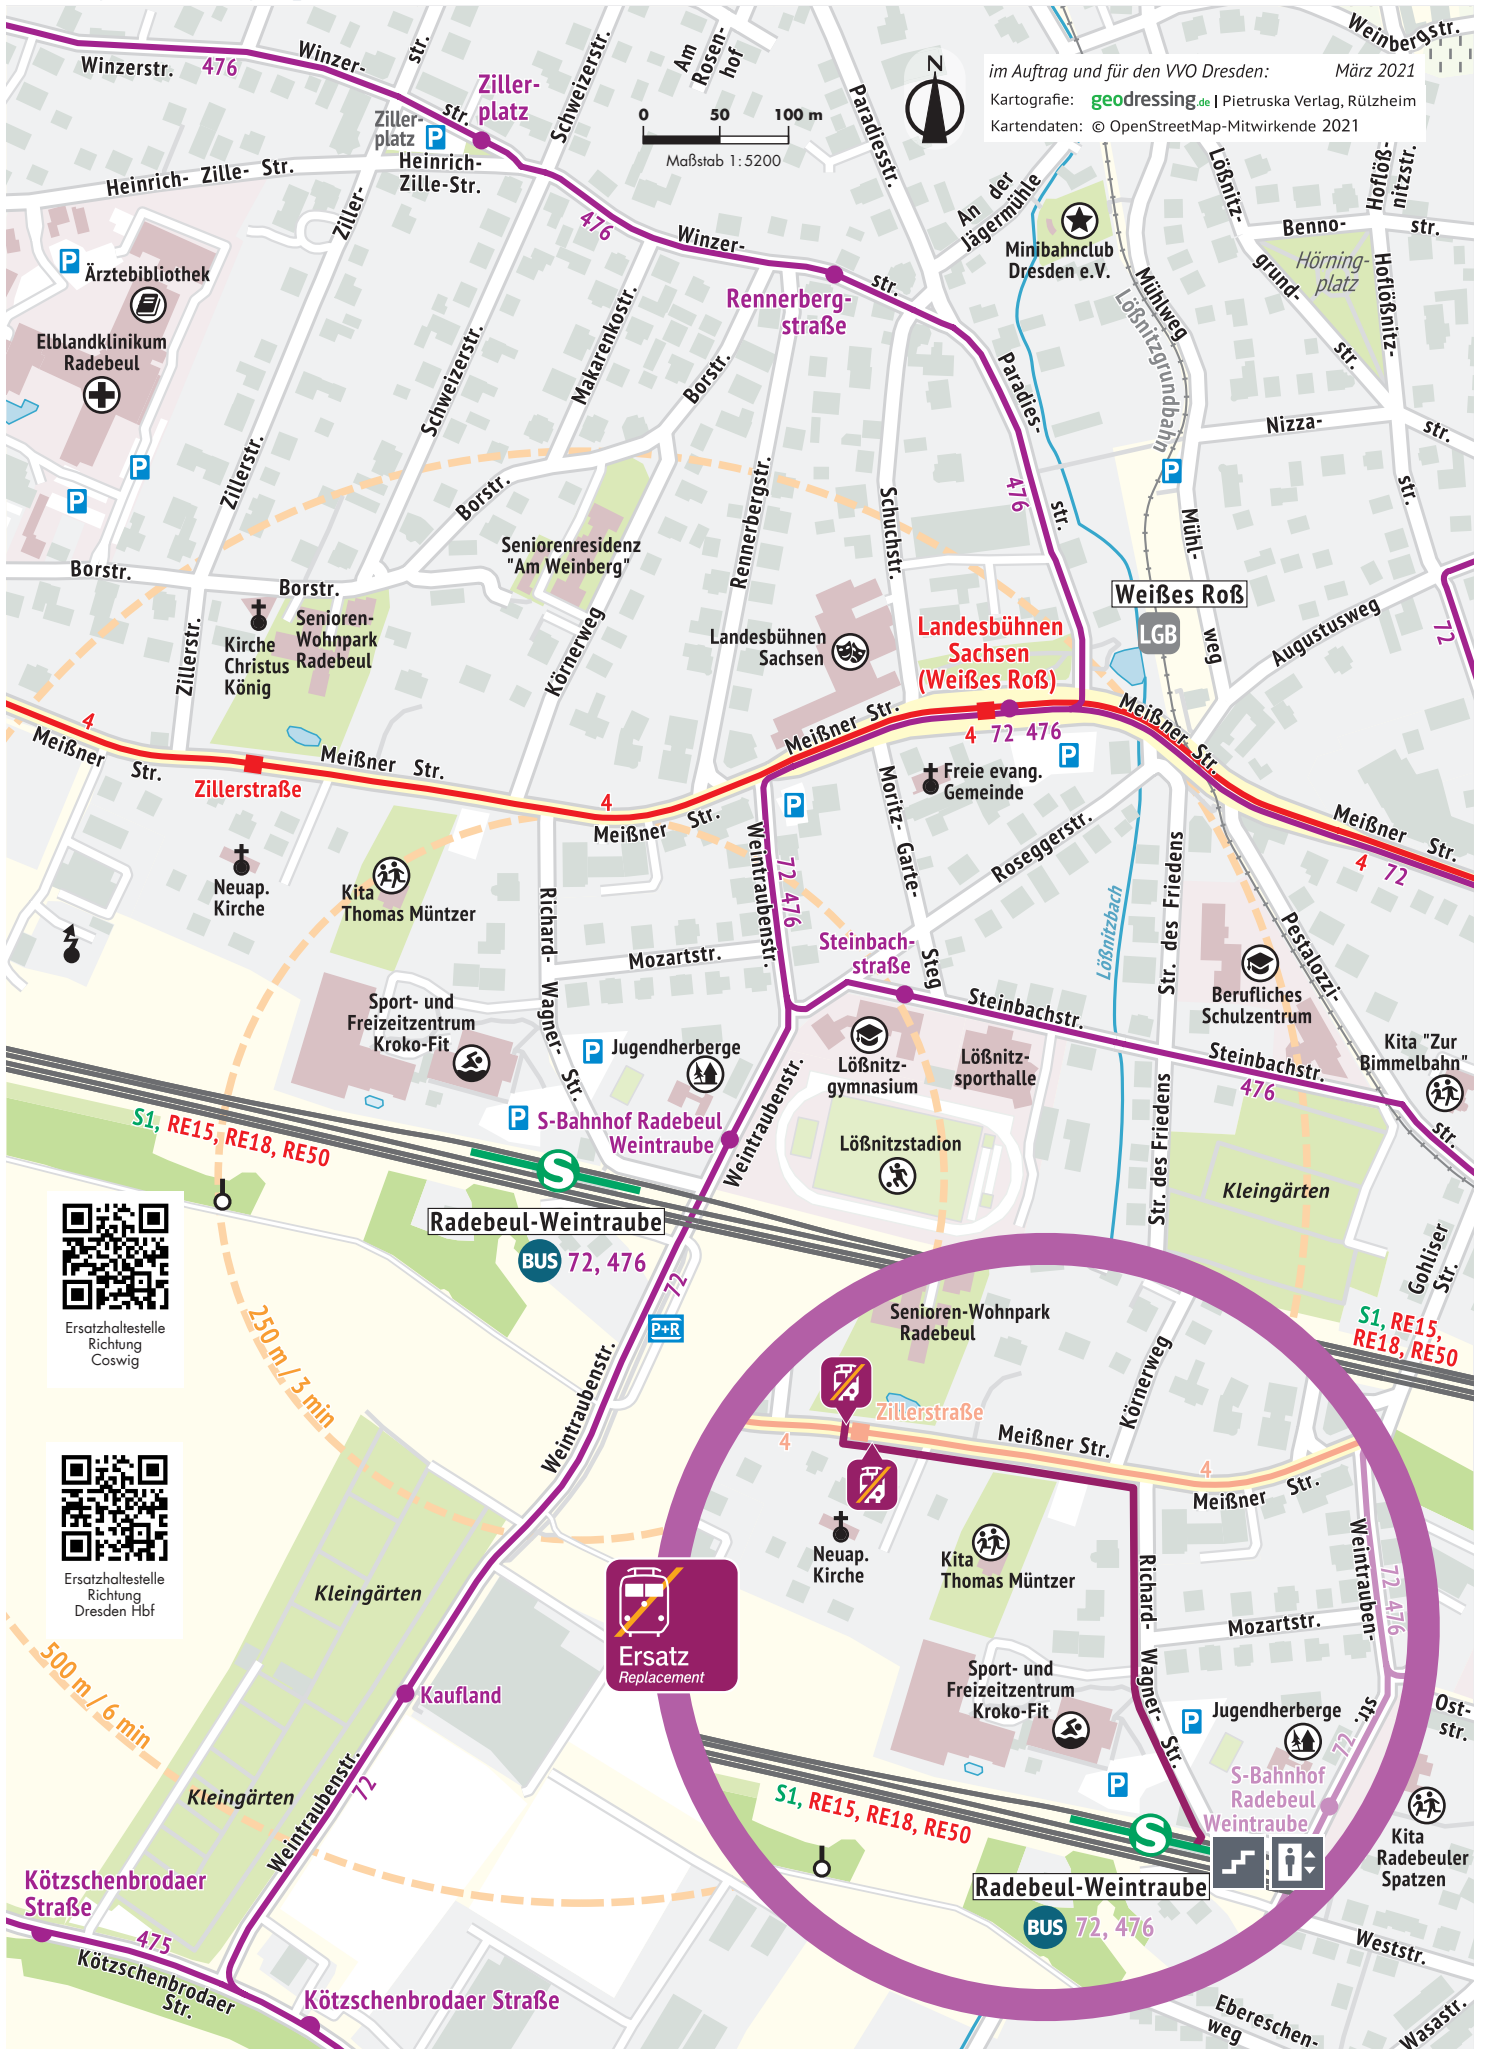 Winzerstr.
476
Winzer-
str.
str.
Ziller-
platz
Ziller-
platz
P
Heinrich-
Zille-Str.
Heinrich- Zille- Str.
Ziller-
Schweizerstr.
Am
Rosen-
hof
0 50 100 m
Maßstab 1:5200
N
im Auftrag und für den VVO Dresden: März 2021
Kartografie: geodressing.de | Pietruska Verlag, Rülzheim
Kartendaten: © OpenStreetMap-Mitwirkende 2021
Weinbergstr.
Paradiesstr.
An der
Jägermühle
Minibahnclub
Dresden e.V.
Mühlweg
Lößnitzgrundbahn
Lößnitz-
grund-
str.
Hoflöß-
nitzstr.
Benno-
str.
Hörning-
platz
Hoflößnitz-
str.
Nizza-
str.
476
Winzer-
str.
Rennerberg-
straße
P
Ärztebibliothek
Elblandklinikum
Radebeul
P
P
Zillerstr.
Schweizerstr.
Makarenkostr.
Borstr.
Borstr.
Rennerbergstr.
Schuchstr.
Paradies-
str.
476
P
Mühl-
weg
Weißes Roß
LGB
Augustusweg
72
Borstr.
Borstr.
Seniorenresidenz
"Am Weinberg"
Kirche
Christus
König
Senioren-
Wohnpark
Radebeul
Zillerstr.
Körnerweg
Landesbühnen
Sachsen
Landesbühnen
Sachsen
(Weißes Roß)
4 72 476
P
4
Meißner
Str.
Zillerstraße
Meißner Str.
4
Meißner Str.
Meißner Str.
Meißner Str.
Meißner Str.
4 72
P
Freie evang.
Gemeinde
Moritz- Garte-
Steg
Roseggerstr.
Lößnitzbach
Str. des Friedens
Pestalozzi-
str.
Neuap.
Kirche
Kita
Thomas Müntzer
Richard-
Wagner-
Str.
Mozartstr.
Weintraubenstr.
72 476
Steinbach-
straße
Steinbachstr.
Berufliches
Schulzentrum
Kita "Zur
Bimmelbahn"
Steinbachstr.
476
Sport- und
Freizeitzentrum
Kroko-Fit
P
Jugendherberge
P
S-Bahnhof Radebeul
Weintraube
Weintraubenstr.
Lößnitz-
gymnasium
Lößnitz-
sporthalle
Lößnitzstadion
Str. des Friedens
Kleingärten
Gohliser
Str.
S1, RE15, RE18, RE50
S
Radebeul-Weintraube
BUS 72, 476
72
P+R
Weintraubenstr.
Ersatzhaltestelle
Richtung
Coswig
250 m / 3 min
Ersatzhaltestelle
Richtung
Dresden Hbf
500 m / 6 min
Kleingärten
Kleingärten
Kaufland
Weintraubenstr.
72
Kötzschenbrodaer
Straße
475
Kötzschenbrodaer
Str.
Kötzschenbrodaer Straße
S1, RE15,
RE18, RE50
Senioren-Wohnpark
Radebeul
Zillerstraße
4
Meißner Str.
Körnerweg
4
Meißner Str.
Neuap.
Kirche
Kita
Thomas Müntzer
Richard-
Wagner-
Str.
Mozartstr.
Weintrauben-
str.
72 476
72
Ersatz
Replacement
Sport- und
Freizeitzentrum
Kroko-Fit
P
Jugendherberge
P
S-Bahnhof
Radebeul
Weintraube
S1, RE15, RE18, RE50
S
Radebeul-Weintraube
BUS 72, 476
Ost-
str.
Kita
Radebeuler
Spatzen
Weststr.
Ebereschen-
weg
Wasastr.